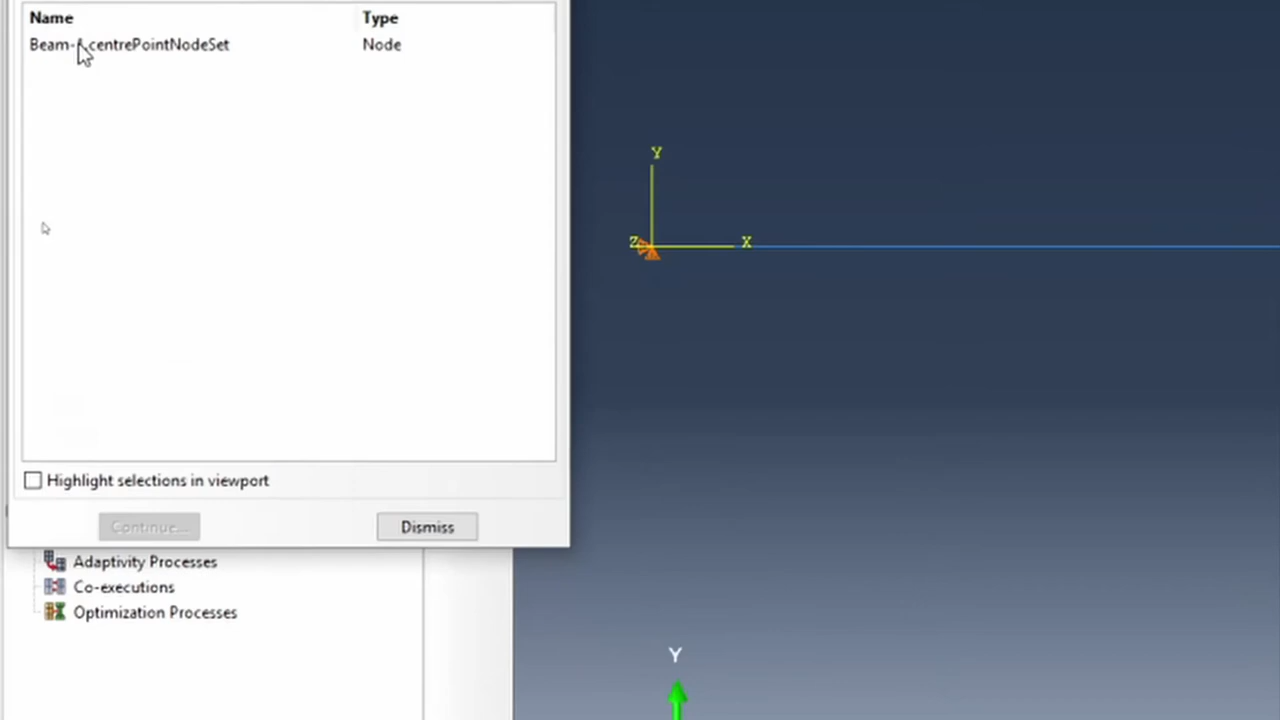 Name Type
Beam-1.centrePointNodeSet Node
Highlight selections in viewport
Continue... Dismiss
Adaptivity Processes
Co-executions
Optimization Processes
Y
Z X
Y